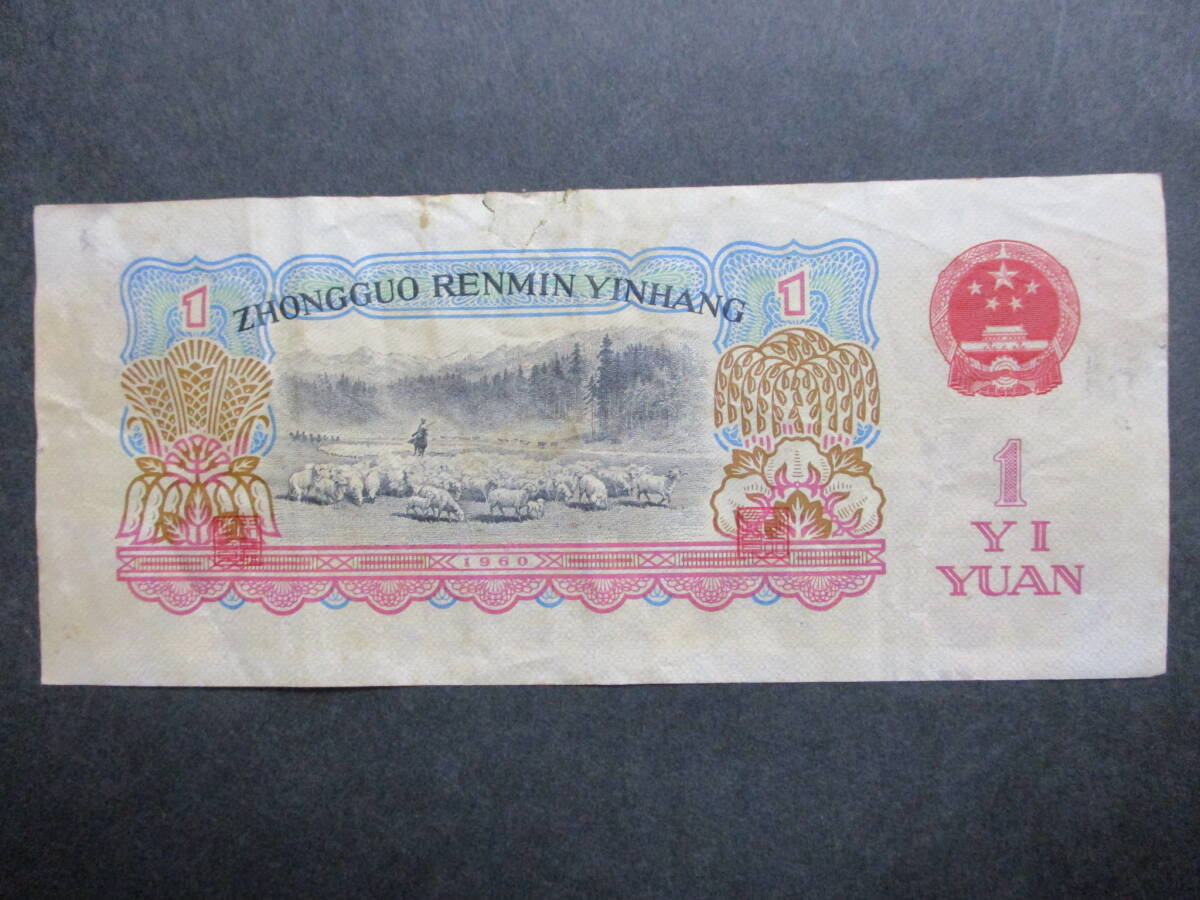 ZHONGGUO RENMIN YINHANG
1
1
1960
1
YI
YUAN